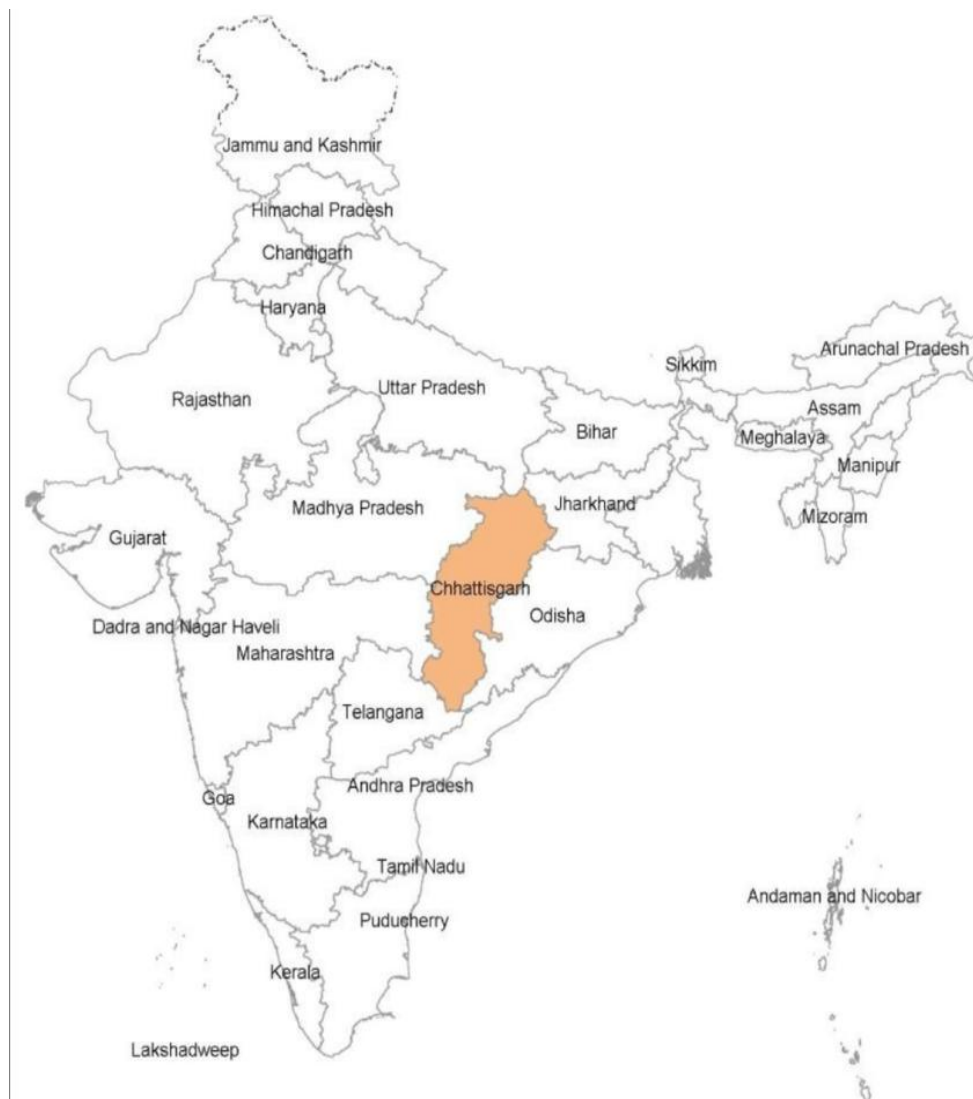 Jammu and Kashmir
Himachal Pradesh
Chandigarh
Haryana
Arunachal Pradesh
Sikkim
Uttar Pradesh
Rajasthan
Assam
Bihar
Meghalaya
Manipur
Madhya Pradesh
Jharkhand
Mizoram
Gujarat
Chhattisgarh
Odisha
Dadra and Nagar Haveli
Maharashtra
Telangana
Andhra Pradesh
Goa
Karnataka
Tamil Nadu
Andaman and Nicobar
Puducherry
Kerala
Lakshadweep